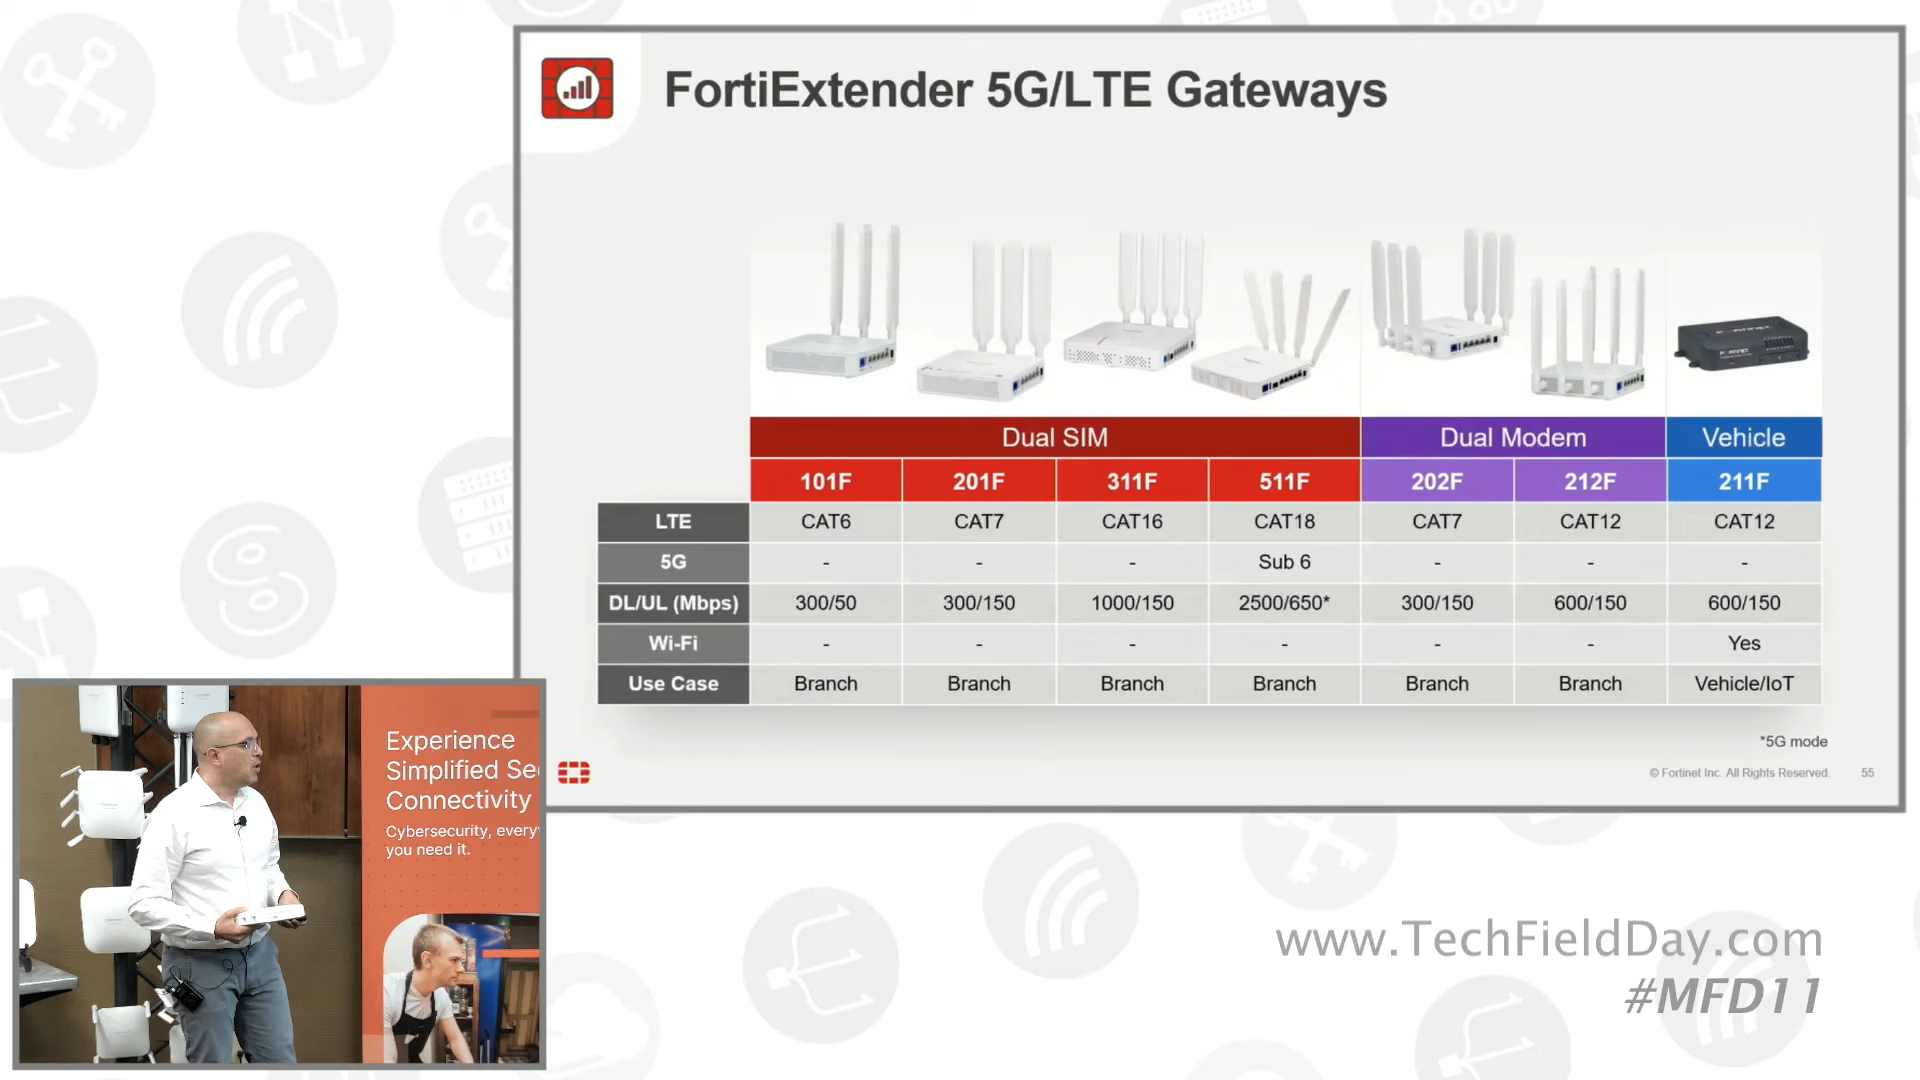 FortiExtender 5G/LTE Gateways
Dual SIM Dual Modem Vehicle
101F 201F 311F 511F 202F 212F 211F
LTE CAT6 CAT7 CAT16 CAT18 CAT7 CAT12 CAT12
5G - - - Sub 6 - - -
DL/UL (Mbps) 300/50 300/150 1000/150 2500/650* 300/150 600/150 600/150
Wi-Fi - - - - - - Yes
Use Case Branch Branch Branch Branch Branch Branch Vehicle/IoT
*5G mode
© Fortinet Inc. All Rights Reserved. 55
Experience
Simplified Se
Connectivity
Cybersecurity, every
you need it.
www.TechFieldDay.com
#MFD11